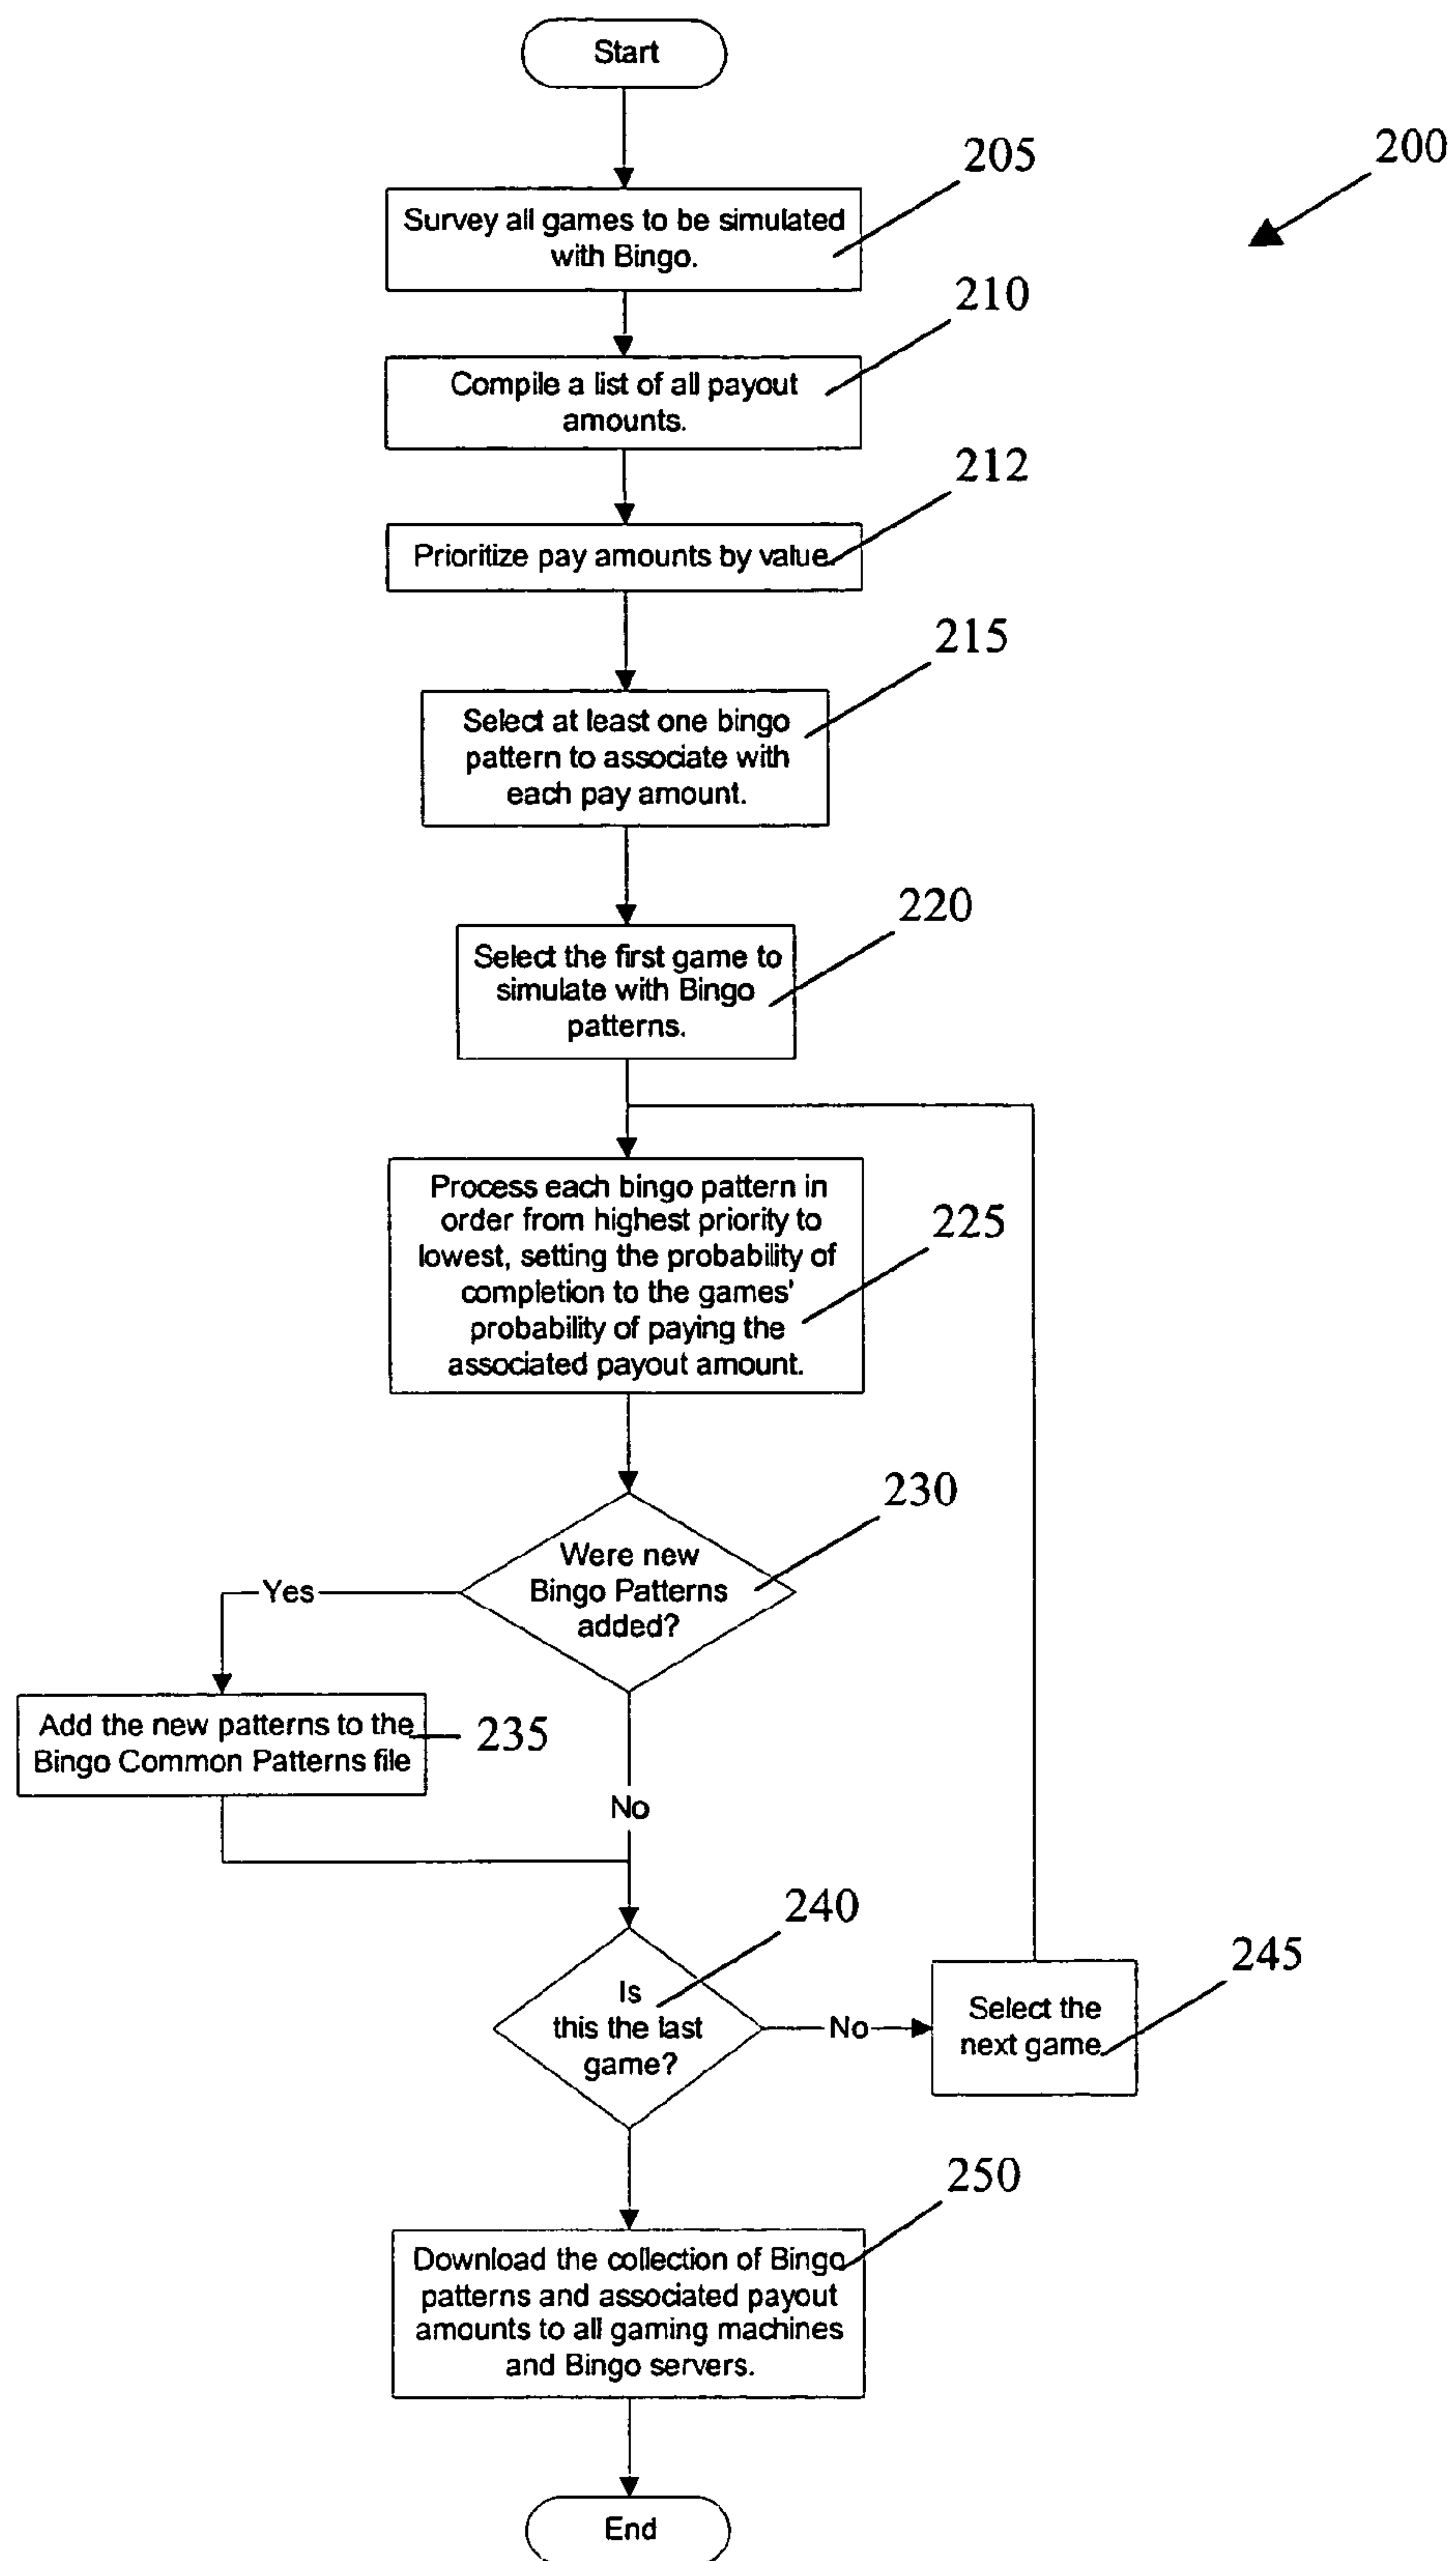 Start
205
200
Survey all games to be simulated
with Bingo.
210
Compile a list of all payout
amounts.
212
Prioritize pay amounts by value.
215
Select at least one bingo
pattern to associate with
each pay amount.
220
Select the first game to
simulate with Bingo
patterns.
Process each bingo pattern in
order from highest priority to
lowest, setting the probability of
completion to the games'
probability of paying the
associated payout amount.
225
230
Were new
Bingo Patterns
added?
Yes
Add the new patterns to the
Bingo Common Patterns file
235
No
240
Is
this the last
game?
No
245
Select the
next game.
250
Download the collection of Bingo
patterns and associated payout
amounts to all gaming machines
and Bingo servers.
End